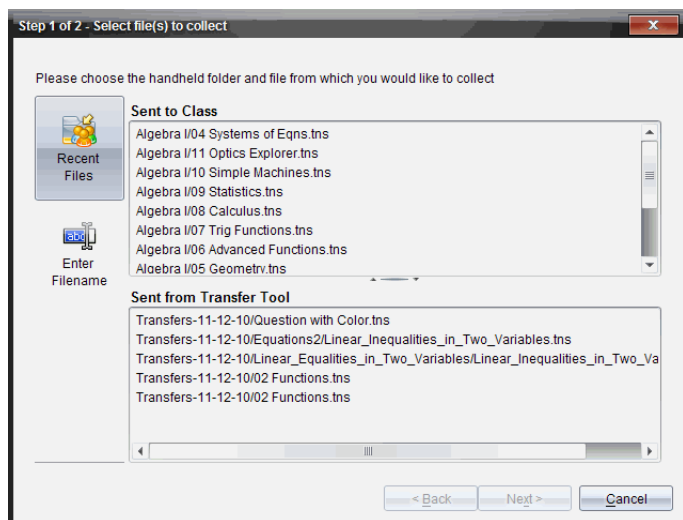 Step 1 of 2 - Select file(s) to collect
Please choose the handheld folder and file from which you would like to collect
Recent
Files
Enter
Filename
Sent to Class
Algebra I/04 Systems of Eqns.tns
Algebra I/11 Optics Explorer.tns
Algebra I/10 Simple Machines.tns
Algebra I/09 Statistics.tns
Algebra I/08 Calculus.tns
Algebra I/07 Trig Functions.tns
Algebra I/06 Advanced Functions.tns
Algebra I/05 Geometry.tns
Sent from Transfer Tool
Transfers-11-12-10/Question with Color.tns
Transfers-11-12-10/Equations2/Linear_Inequalities_in_Two_Variables.tns
Transfers-11-12-10/Linear_Equalities_in_Two_Variables/Linear_Inequalities_in_Two_Va
Transfers-11-12-10/02 Functions.tns
Transfers-11-12-10/02 Functions.tns
< Back
Next >
Cancel